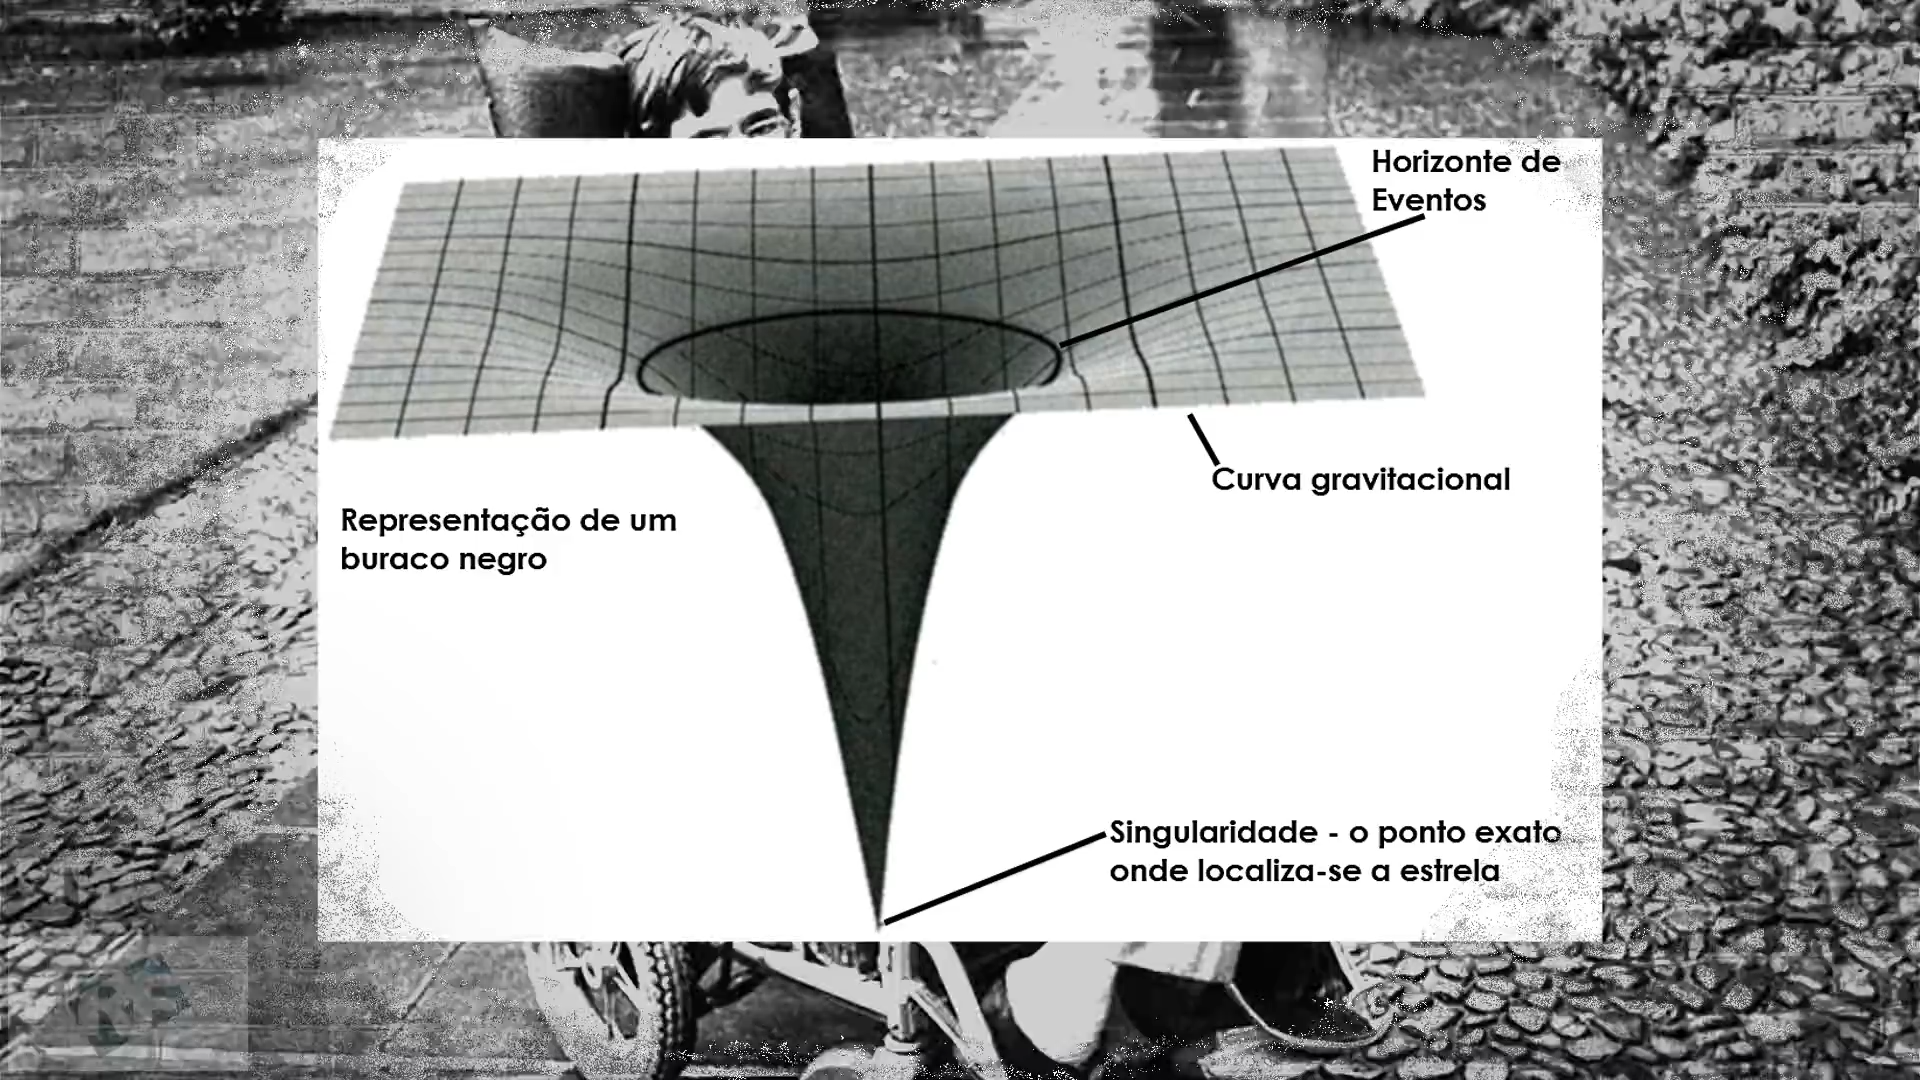 Horizonte de
Eventos
Curva gravitacional
Representação de um
buraco negro
Singularidade - o ponto exato
onde localiza-se a estrela